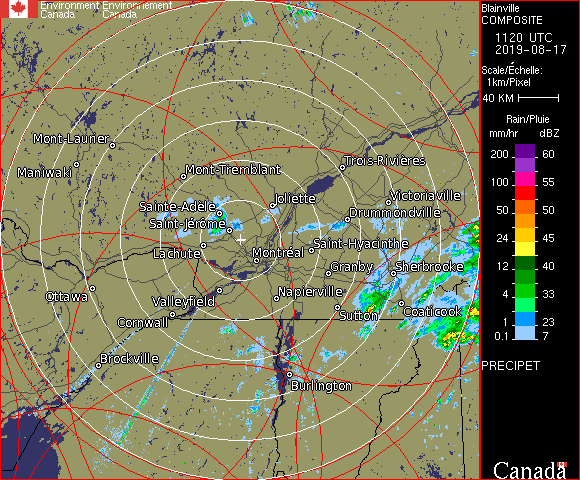 Environment Environnement
Canada Canada
Blainville
COMPOSITE
1120 UTC
2019-08-17
Scale/Échelle:
1km/Pixel
40 KM
Rain/Pluie
mm/hr dBZ
200 60
100 55
50 50
24 45
12 40
4 33
1 23
0.1 7
PRECIPET
Mont-Laurier
Maniwaki
Mont-Tremblant
Trois-Rivières
Sainte-Adèle
Joliette
Victoriaville
Drummondville
Saint-Jérôme
Lachute
Montréal
Saint-Hyacinthe
Granby
Sherbrooke
Ottawa
Valleyfield
Napierville
Cornwall
Sutton
Coaticook
Brockville
Burlington
Canada